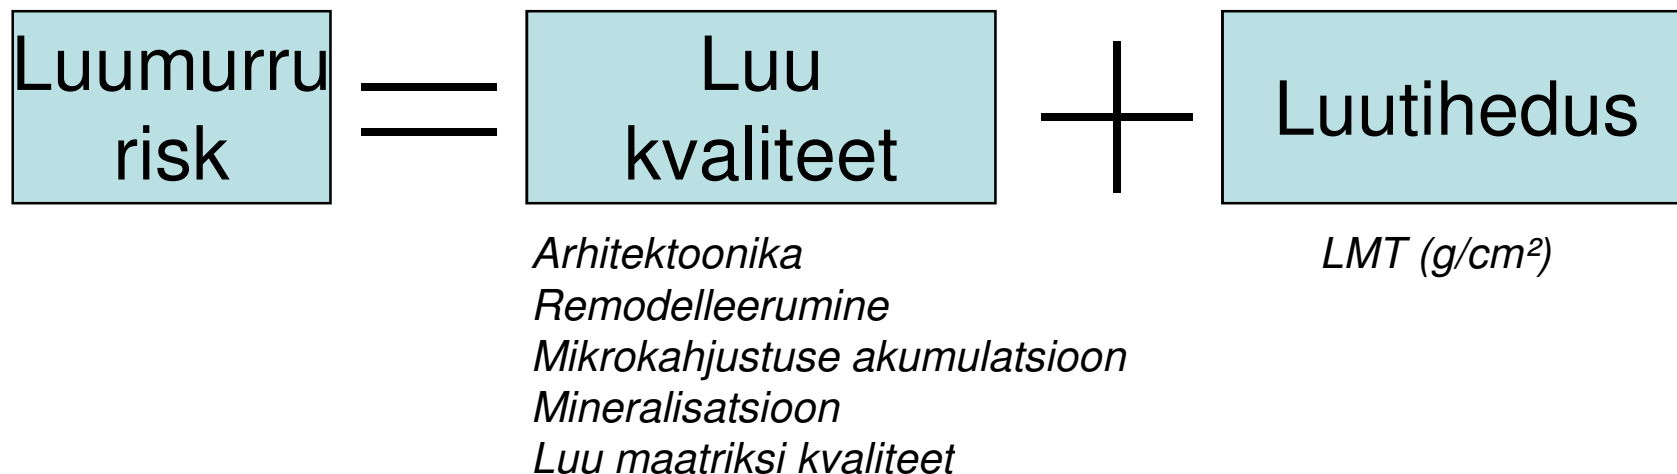 Luumurru
risk
Luu
kvaliteet
Luutihedus
Arhitektoonika
Remodelleerumine
Mikrokahjustuse akumulatsioon
Mineralisatsioon
Luu maatriksi kvaliteet
LMT (g/cm²)